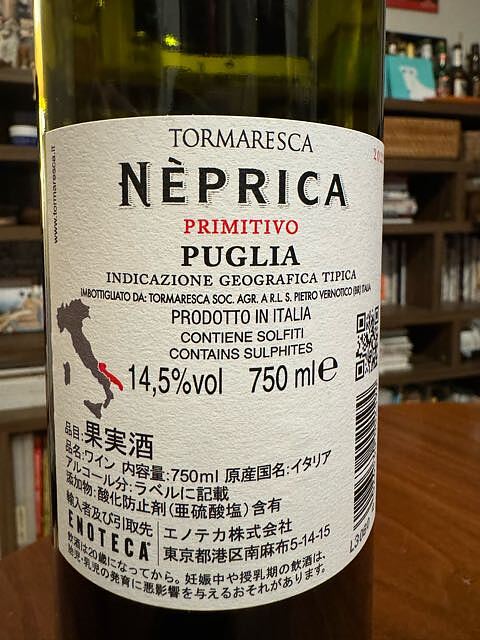 www.tormaresca.it
TORMARESCA
NÈPRICA
PRIMITIVO
PUGLIA
INDICAZIONE GEOGRAFICA TIPICA
IMBOTTIGLIATO DA: TORMARESCA SOC. AGR. A R.L. S. PIETRO VERNOTICO (BR) ITALIA
PRODOTTO IN ITALIA
CONTIENE SOLFITI
CONTAINS SULPHITES
14,5%vol 750 ml e
品目:果実酒
品名:ワイン 内容量:750ml 原産国名:イタリア
アルコール分:ラベルに記載
添加物:酸化防止剤(亜硫酸塩)含有
輸入者及び引取先
ENOTECA
エノテカ株式会社
東京都港区南麻布5-14-15
飲酒は20歳になってから。妊娠中や授乳期の飲酒は、
胎児・乳児の発育に悪影響を与えるおそれがあります。